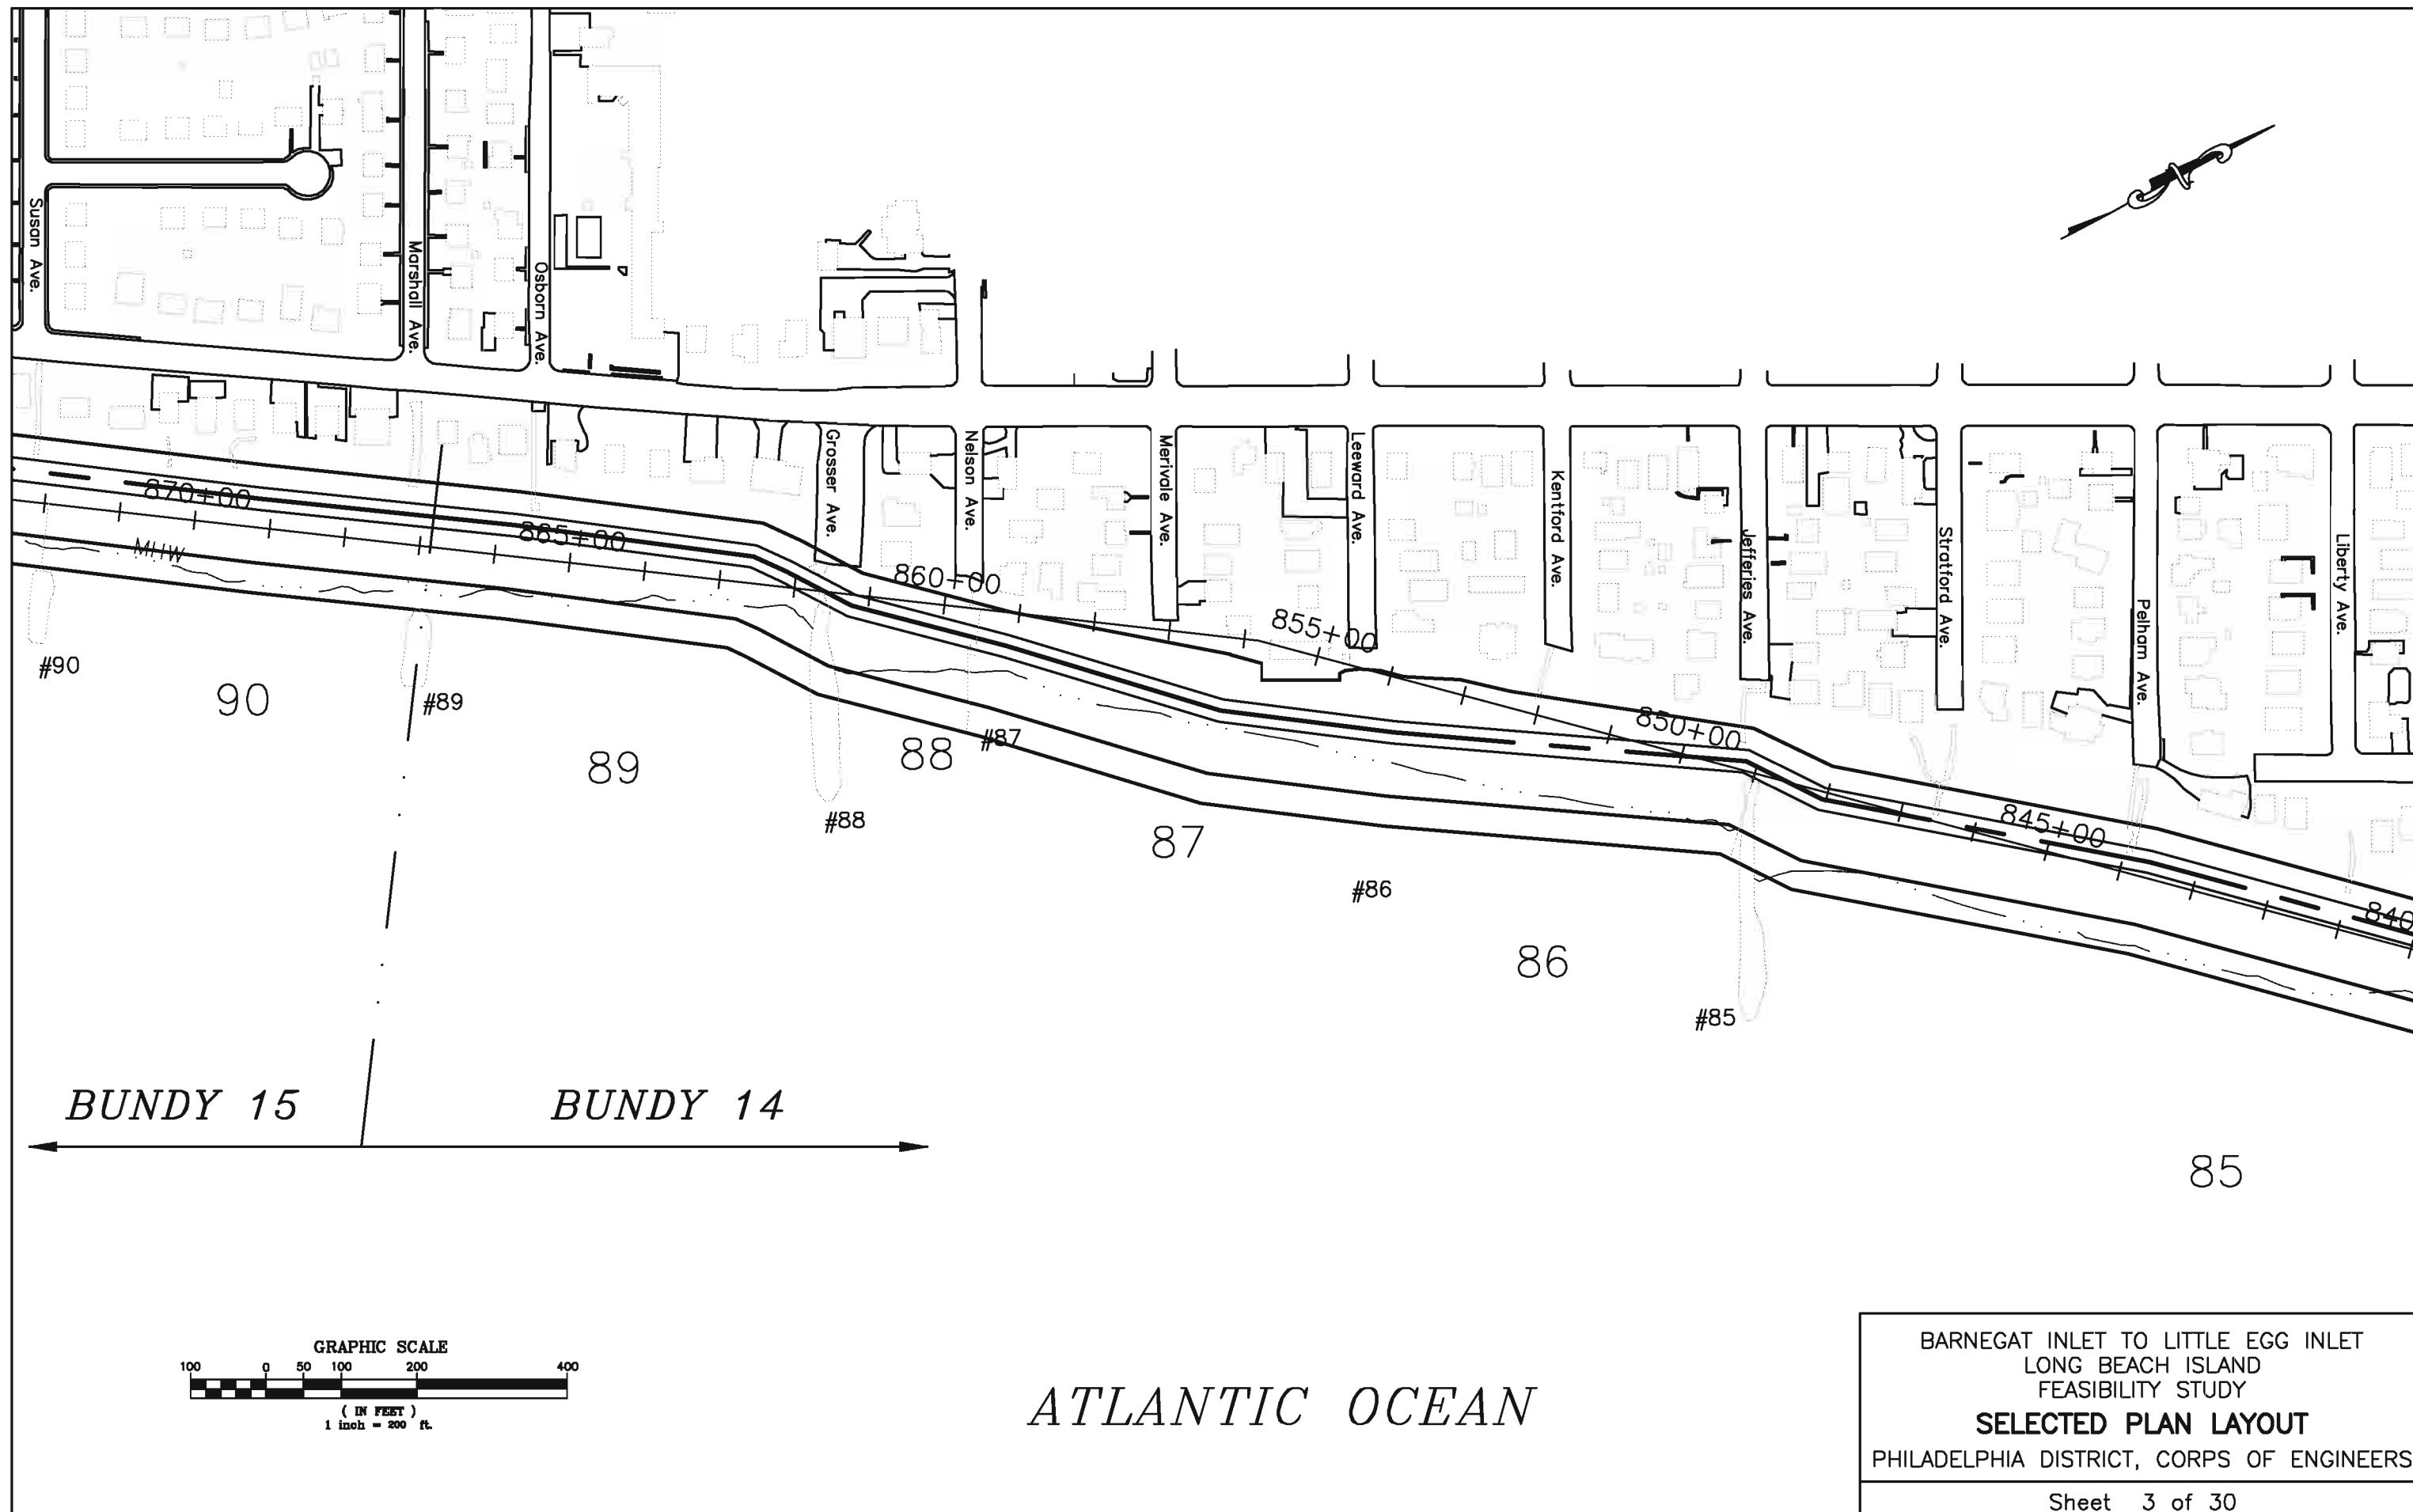 Susan Ave.
Marshall Ave.
Osborn Ave.
Grosser Ave.
Nelson Ave.
Merivale Ave.
Leeward Ave.
Kentford Ave.
Jefferies Ave.
Stratford Ave.
Pelham Ave.
Liberty Ave.
N
870+00
865+00
860+00
855+00
850+00
845+00
840
MHW
#90
90
#89
89
88
#87
#88
87
#86
86
#85
85
BUNDY 15
BUNDY 14
GRAPHIC SCALE
100 0 50 100 200 400
( IN FEET )
1 inch = 200 ft.
ATLANTIC OCEAN
BARNEGAT INLET TO LITTLE EGG INLET
LONG BEACH ISLAND
FEASIBILITY STUDY
SELECTED PLAN LAYOUT
PHILADELPHIA DISTRICT, CORPS OF ENGINEERS
Sheet 3 of 30